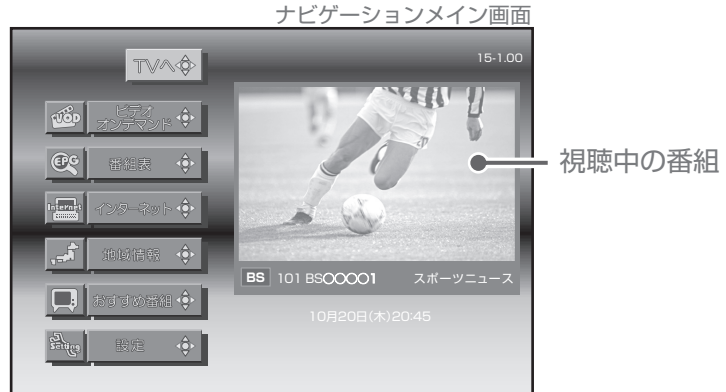 ナビゲーションメイン画面
TVへ
15-1.00
VOD
ビデオ
オンデマンド
EPG
番組表
Internet
インターネット
地域情報
おすすめ番組
Setting
設定
視聴中の番組
BS 101 BS○○○○1 スポーツニュース
10月20日(木)20:45